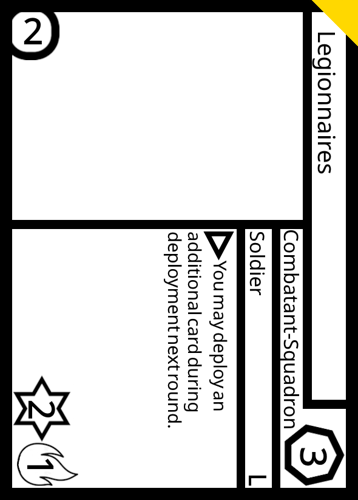 Legionnaires
3
Combatant-Squadron
Soldier
L
You may deploy an
additional card during
deployment next round.
2
2
1